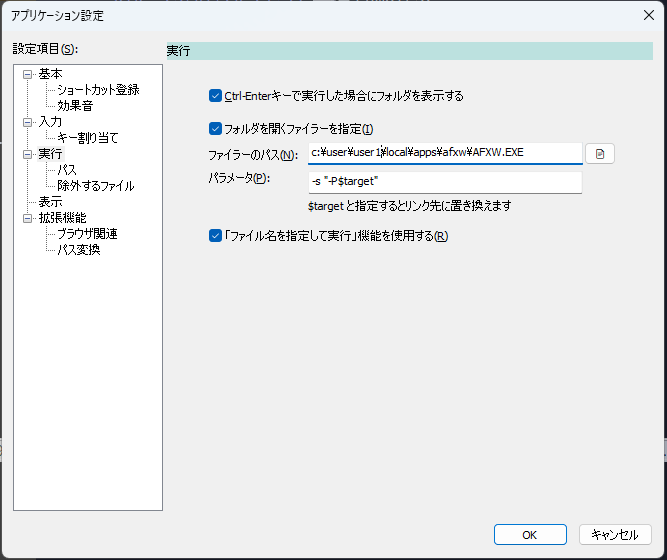 アプリケーション設定
設定項目(S):
基本
ショートカット登録
効果音
入力
キー割り当て
実行
パス
除外するファイル
表示
拡張機能
ブラウザ関連
パス変換
実行
Ctrl-Enterキーで実行した場合にフォルダを表示する
フォルダを開くファイラーを指定(I)
ファイラーのパス(N): c:\user\user1\local\apps\afxw\AFXW.EXE
パラメータ(P): -s "-P$target"
$target と指定するとリンク先に置き換えます
「ファイル名を指定して実行」機能を使用する(R)
OK キャンセル